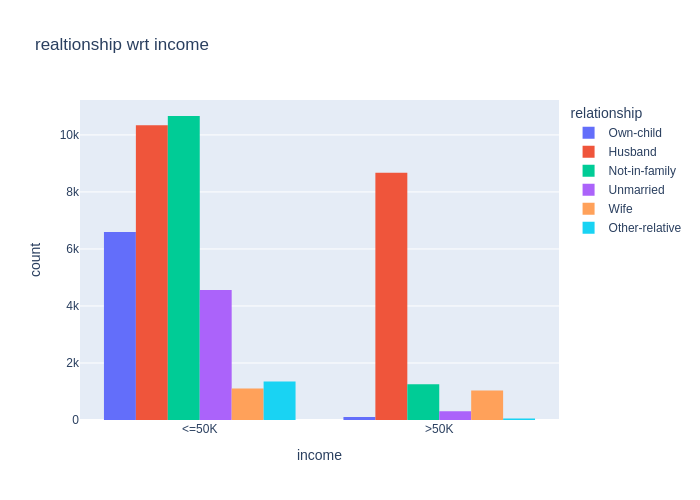 realtionship wrt income
relationship
Own-child
Husband
Not-in-family
Unmarried
Wife
Other-relative
count
10k
8k
6k
4k
2k
0
<=50K
>50K
income